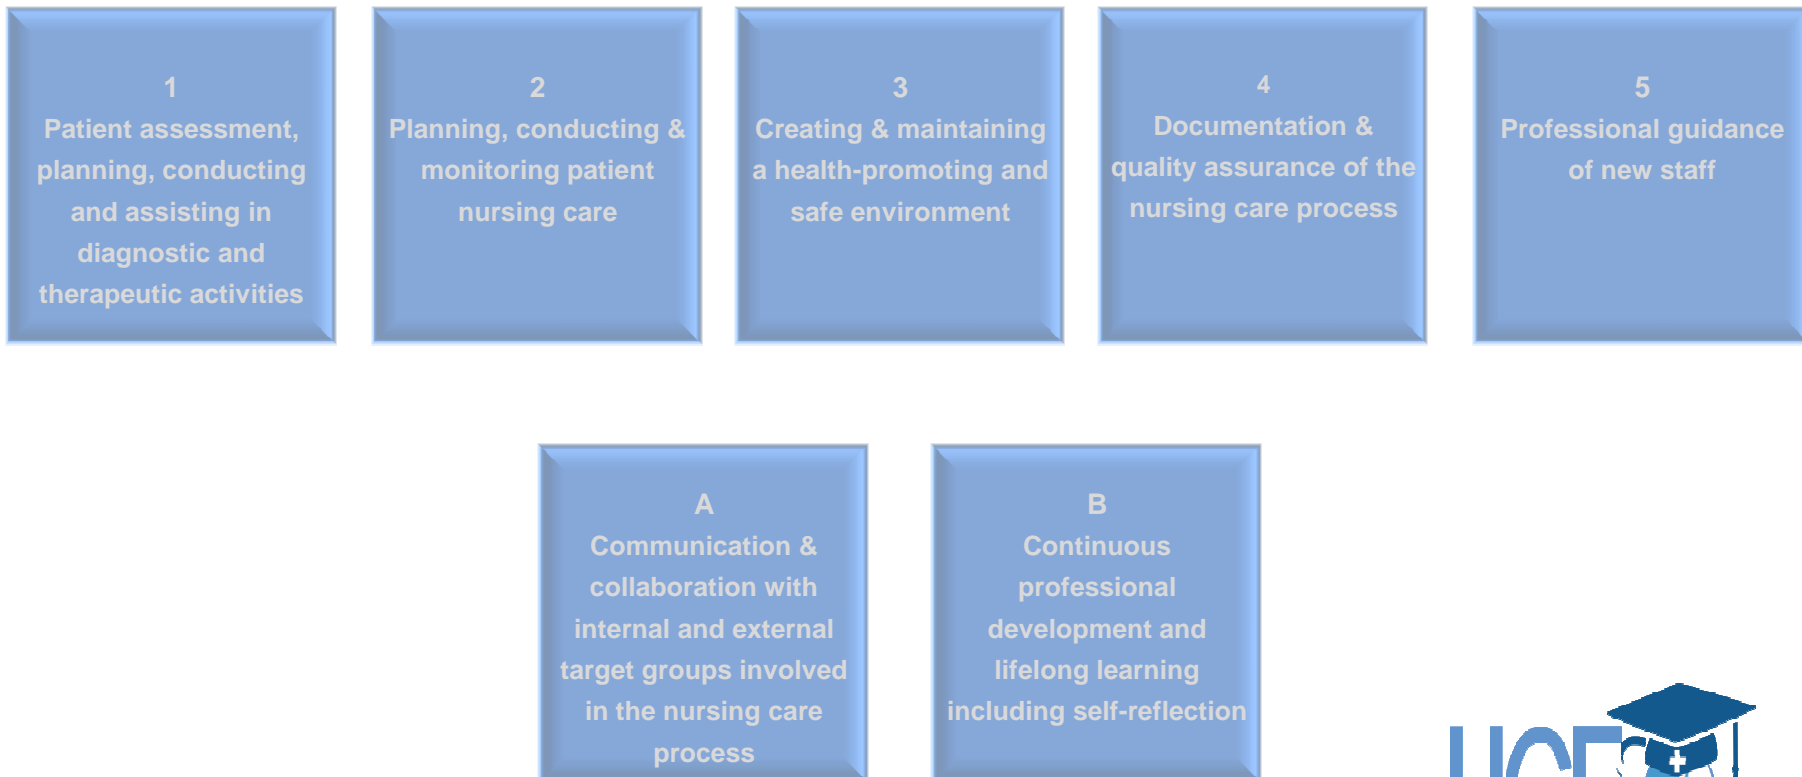 1
Patient assessment,
planning, conducting
and assisting in
diagnostic and
therapeutic activities
2
Planning, conducting &
monitoring patient
nursing care
3
Creating & maintaining
a health-promoting and
safe environment
4
Documentation &
quality assurance of the
nursing care process
5
Professional guidance
of new staff
A
Communication &
collaboration with
internal and external
target groups involved
in the nursing care
process
B
Continuous
professional
development and
lifelong learning
including self-reflection